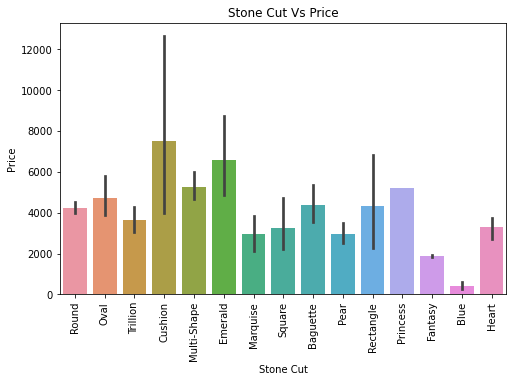 Stone Cut Vs Price
12000
10000
8000
6000
4000
2000
0
Price
Round
Oval
Trillion
Cushion
Multi-Shape
Emerald
Marquise
Square
Baguette
Pear
Rectangle
Princess
Fantasy
Blue
Heart
Stone Cut